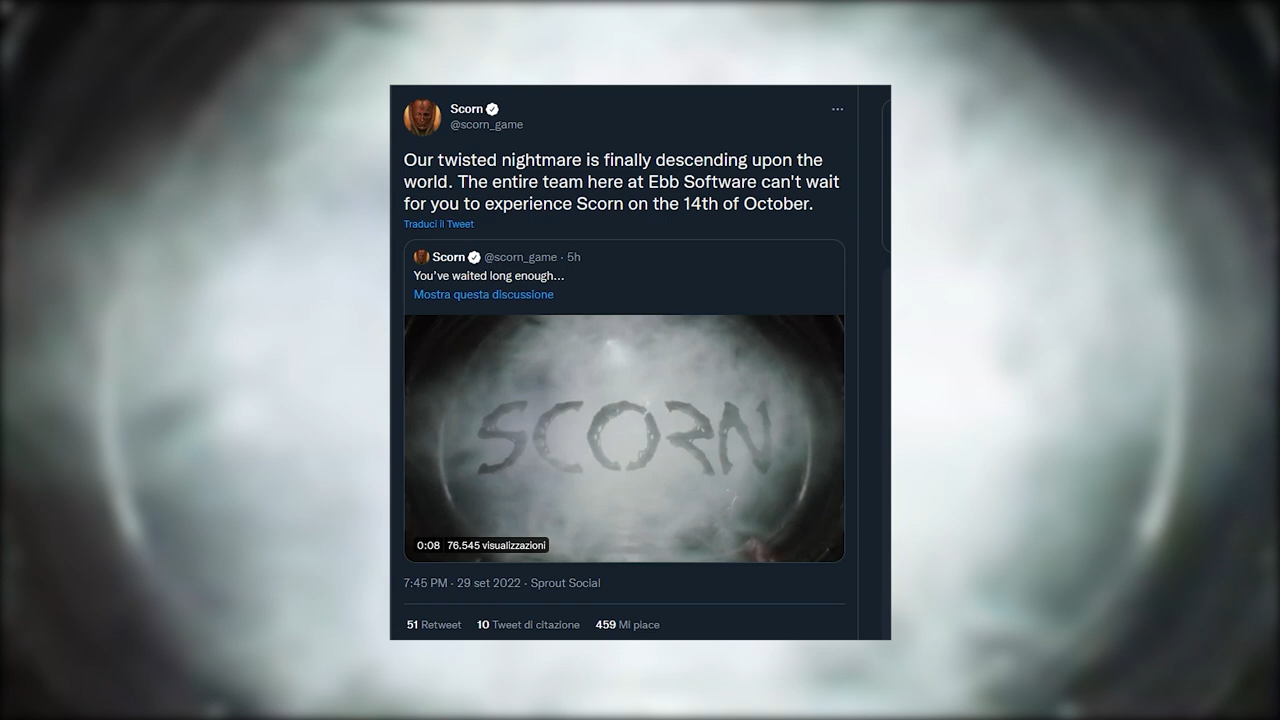 Scorn
@scorn_game
Our twisted nightmare is finally descending upon the
world. The entire team here at Ebb Software can't wait
for you to experience Scorn on the 14th of October.
Traduci il Tweet
Scorn @scorn_game · 5h
You've waited long enough...
Mostra questa discussione
SCORN
0:08 76.545 visualizzazioni
7:45 PM · 29 set 2022 · Sprout Social
51 Retweet 10 Tweet di citazione 459 Mi piace